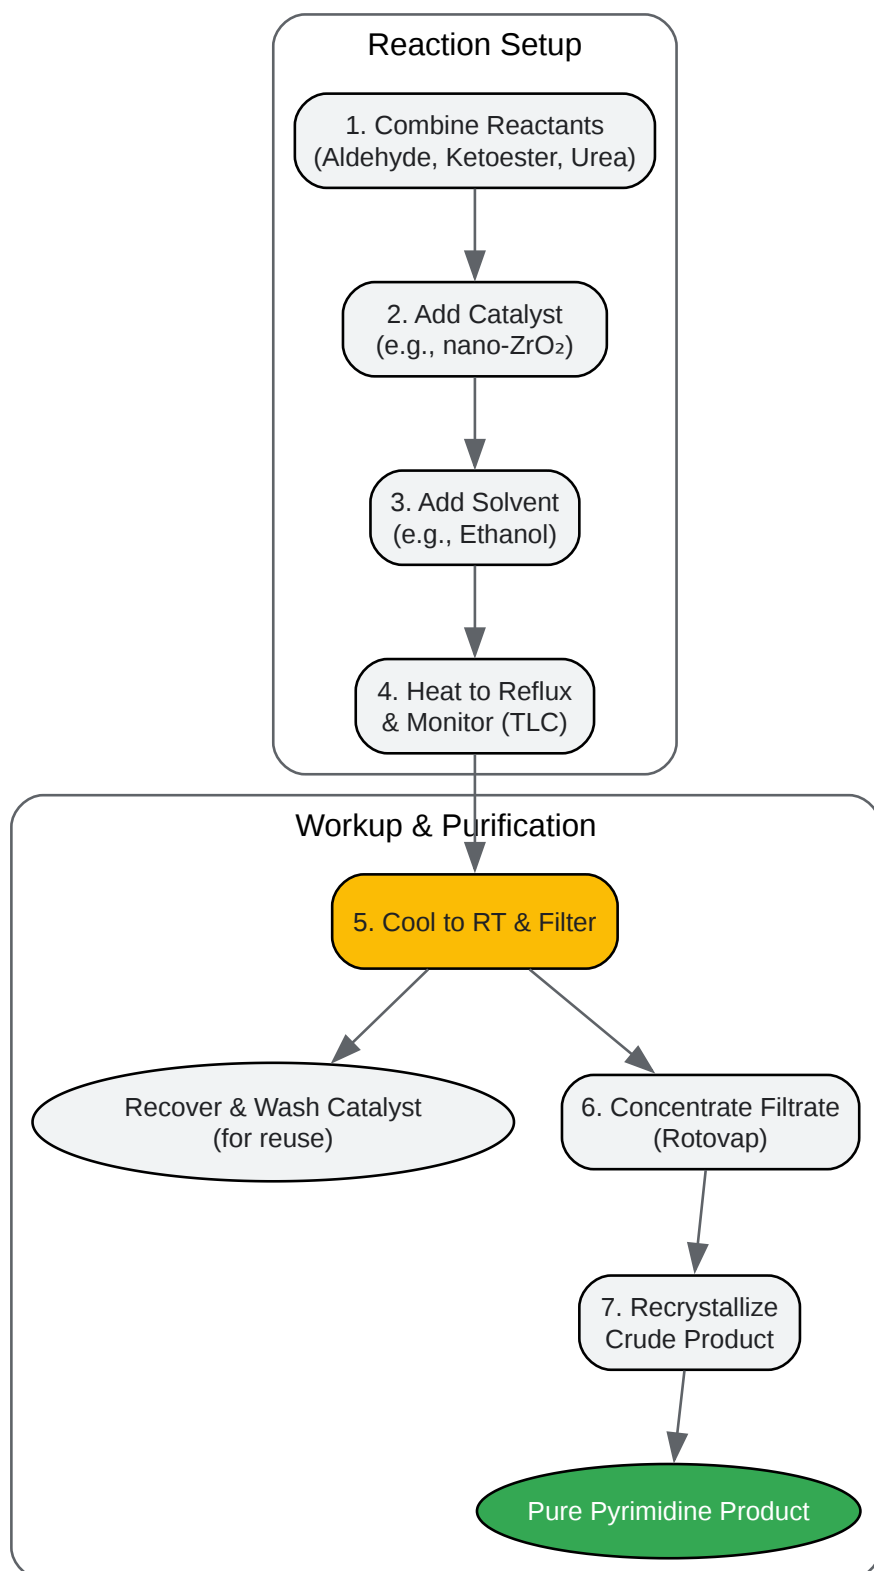 Reaction Setup
1. Combine Reactants
(Aldehyde, Ketoester, Urea)
2. Add Catalyst
(e.g., nano-ZrO₂)
3. Add Solvent
(e.g., Ethanol)
4. Heat to Reflux
& Monitor (TLC)
Workup & Purification
5. Cool to RT & Filter
Recover & Wash Catalyst
(for reuse)
6. Concentrate Filtrate
(Rotovap)
7. Recrystallize
Crude Product
Pure Pyrimidine Product